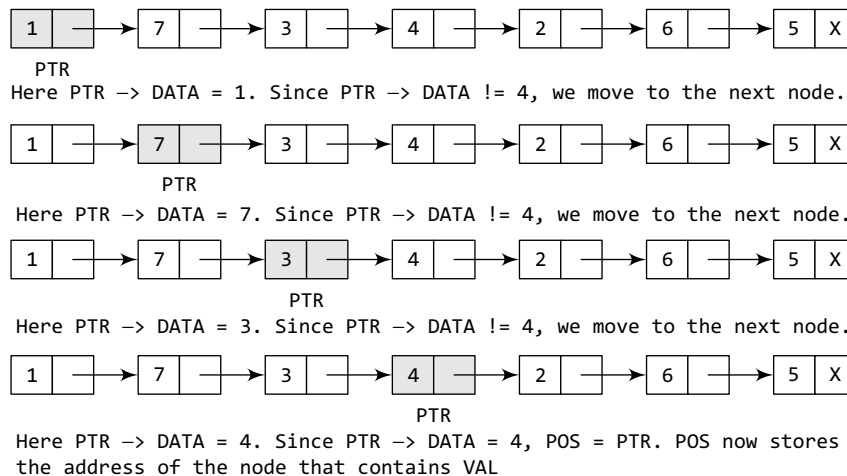 1 7 3 4 2 6 5 X
PTR
Here PTR –> DATA = 1. Since PTR –> DATA != 4, we move to the next node.
1 7 3 4 2 6 5 X
PTR
Here PTR –> DATA = 7. Since PTR –> DATA != 4, we move to the next node.
1 7 3 4 2 6 5 X
PTR
Here PTR –> DATA = 3. Since PTR –> DATA != 4, we move to the next node.
1 7 3 4 2 6 5 X
PTR
Here PTR –> DATA = 4. Since PTR –> DATA = 4, POS = PTR. POS now stores
the address of the node that contains VAL